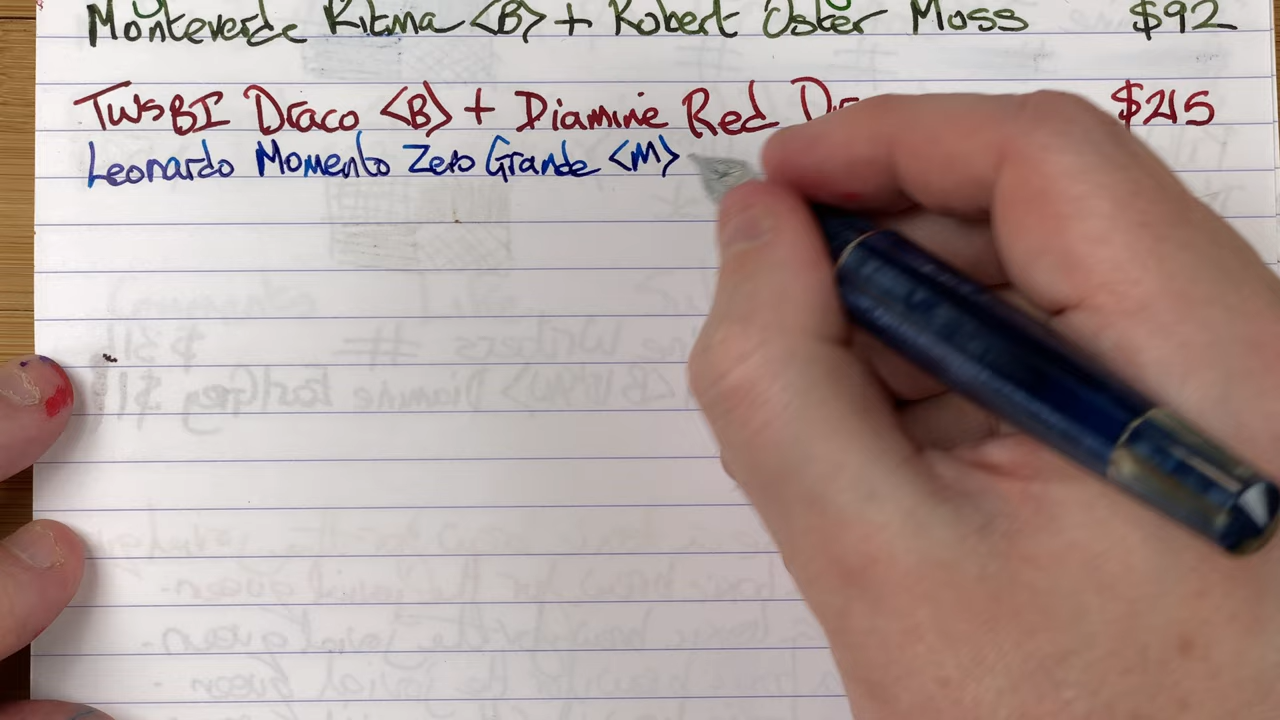 Monteverde Ritma <B> + Robert Oster Moss $92
TWSBI Draco <B> + Diamine Red $215
Leonardo Momento Zero Grande <M>